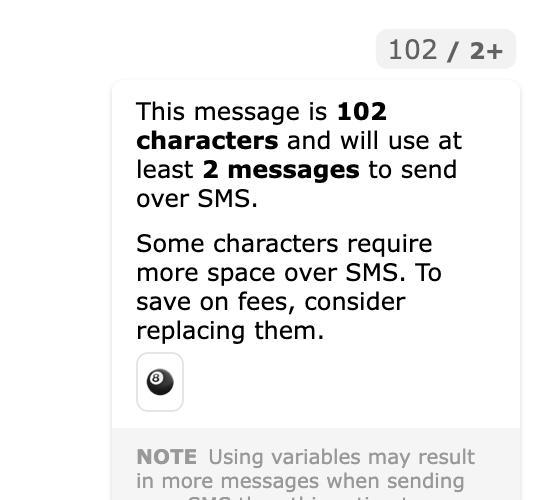 102 / 2+
This message is 102
characters and will use at
least 2 messages to send
over SMS.
Some characters require
more space over SMS. To
save on fees, consider
replacing them.
🎱
NOTE Using variables may result
in more messages when sending